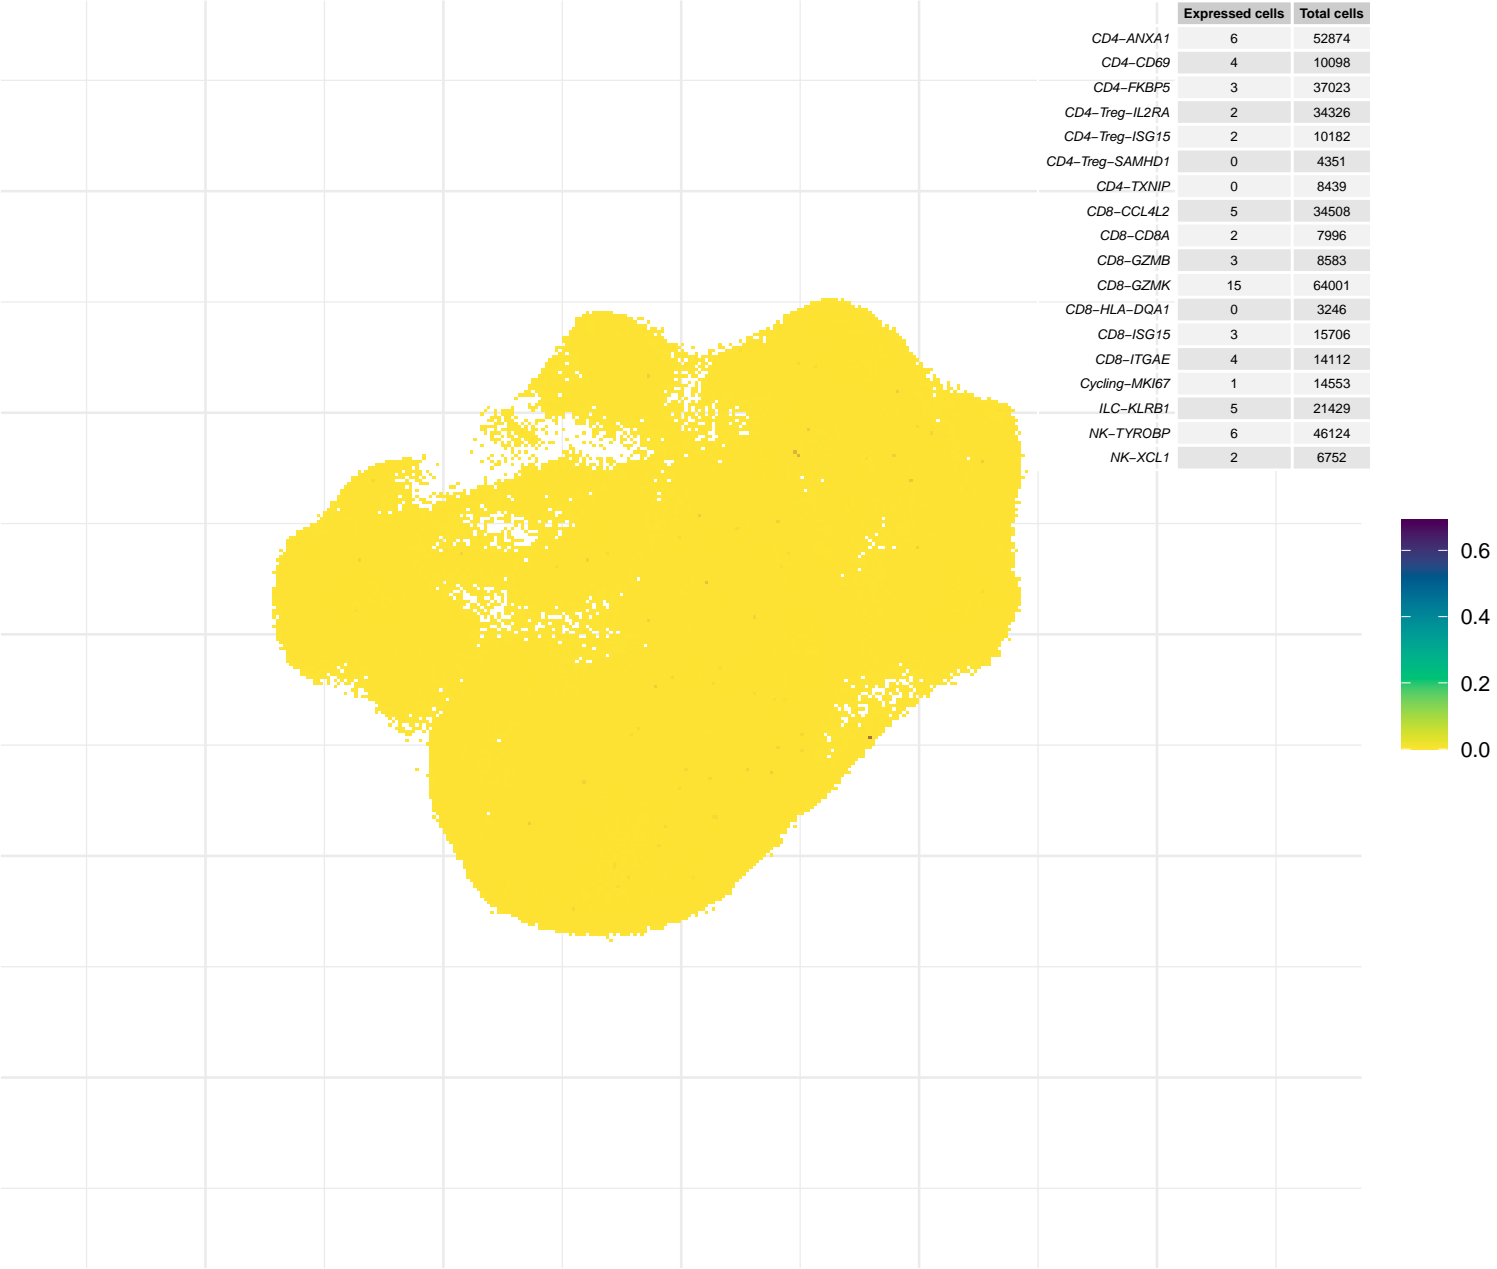 Expressed cells Total cells
CD4−ANXA1 6 52874
CD4−CD69 4 10098
CD4−FKBP5 3 37023
CD4−Treg−IL2RA 2 34326
CD4−Treg−ISG15 2 10182
CD4−Treg−SAMHD1 0 4351
CD4−TXNIP 0 8439
CD8−CCL4L2 5 34508
CD8−CD8A 2 7996
CD8−GZMB 3 8583
CD8−GZMK 15 64001
CD8−HLA−DQA1 0 3246
CD8−ISG15 3 15706
CD8−ITGAE 4 14112
Cycling−MKI67 1 14553
ILC−KLRB1 5 21429
NK−TYROBP 6 46124
NK−XCL1 2 6752
0.6
0.4
0.2
0.0